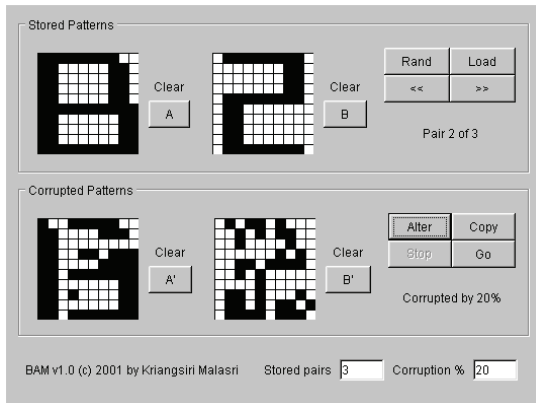 Stored Patterns
Clear
A
Clear
B
Rand Load
<< >>
Pair 2 of 3
Corrupted Patterns
Clear
A'
Clear
B'
Alter Copy
Stop Go
Corrupted by 20%
BAM v1.0 (c) 2001 by Kriangsiri Malasri Stored pairs 3 Corruption % 20